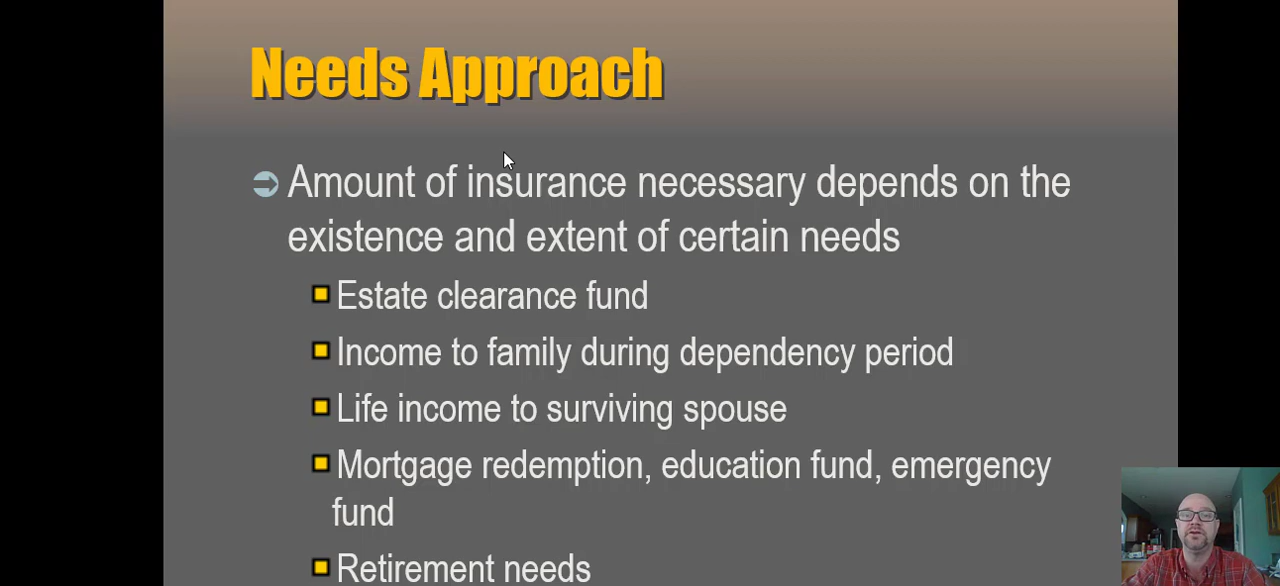 Needs Approach
Amount of insurance necessary depends on the
existence and extent of certain needs
Estate clearance fund
Income to family during dependency period
Life income to surviving spouse
Mortgage redemption, education fund, emergency
fund
Retirement needs